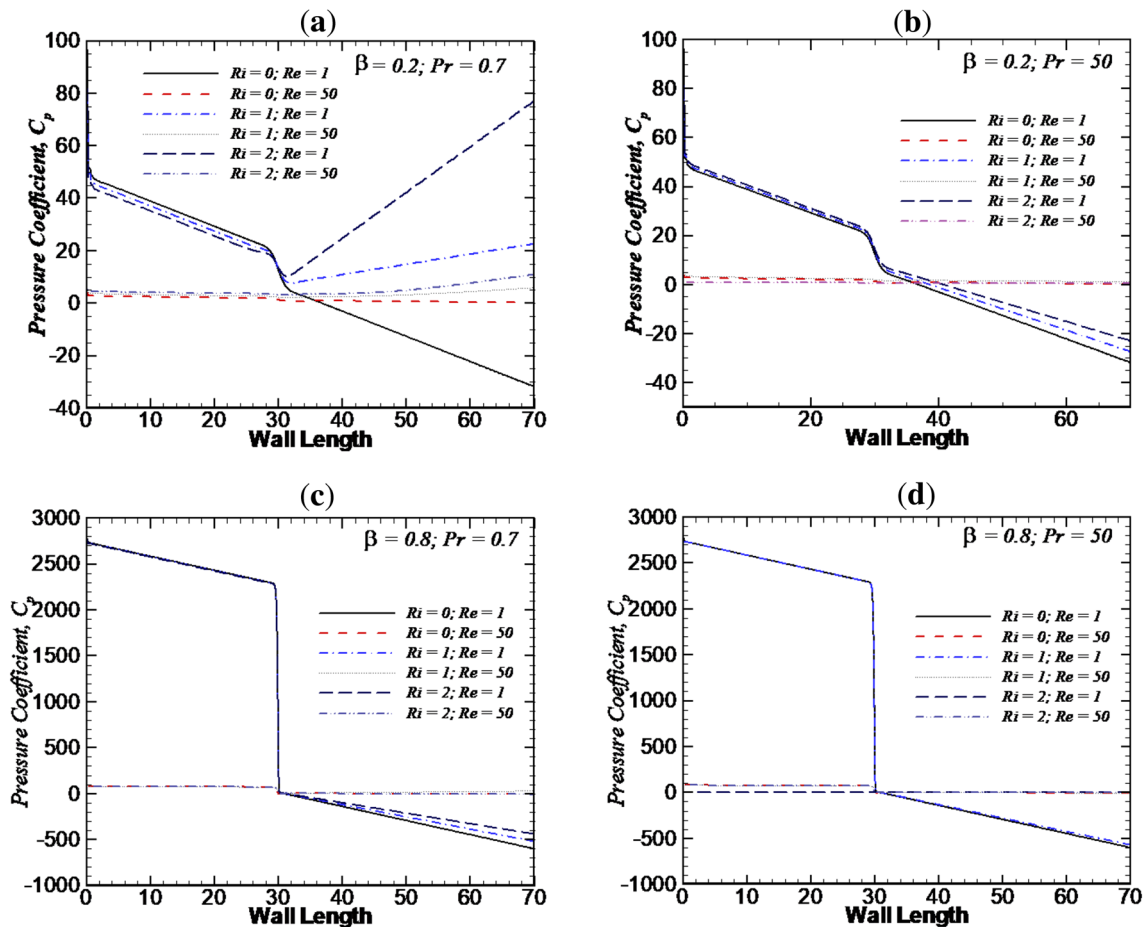 (a)
Pressure Coefficient, Cp
100
80
60
40
20
0
-20
-40
β = 0.2; Pr = 0.7
Ri = 0; Re = 1
Ri = 0; Re = 50
Ri = 1; Re = 1
Ri = 1; Re = 50
Ri = 2; Re = 1
Ri = 2; Re = 50
0 10 20 30 40 50 60 70
Wall Length
(b)
Pressure Coefficient, Cp
100
80
60
40
20
0
-20
-40
β = 0.2; Pr = 50
Ri = 0; Re = 1
Ri = 0; Re = 50
Ri = 1; Re = 1
Ri = 1; Re = 50
Ri = 2; Re = 1
Ri = 2; Re = 50
0 20 40 60
Wall Length
(c)
Pressure Coefficient, Cp
3000
2500
2000
1500
1000
500
0
-500
-1000
β = 0.8; Pr = 0.7
Ri = 0; Re = 1
Ri = 0; Re = 50
Ri = 1; Re = 1
Ri = 1; Re = 50
Ri = 2; Re = 1
Ri = 2; Re = 50
0 10 20 30 40 50 60 70
Wall Length
(d)
Pressure Coefficient, Cp
3000
2500
2000
1500
1000
500
0
-500
-1000
β = 0.8; Pr = 50
Ri = 0; Re = 1
Ri = 0; Re = 50
Ri = 1; Re = 1
Ri = 1; Re = 50
Ri = 2; Re = 1
Ri = 2; Re = 50
0 10 20 30 40 50 60 70
Wall Length